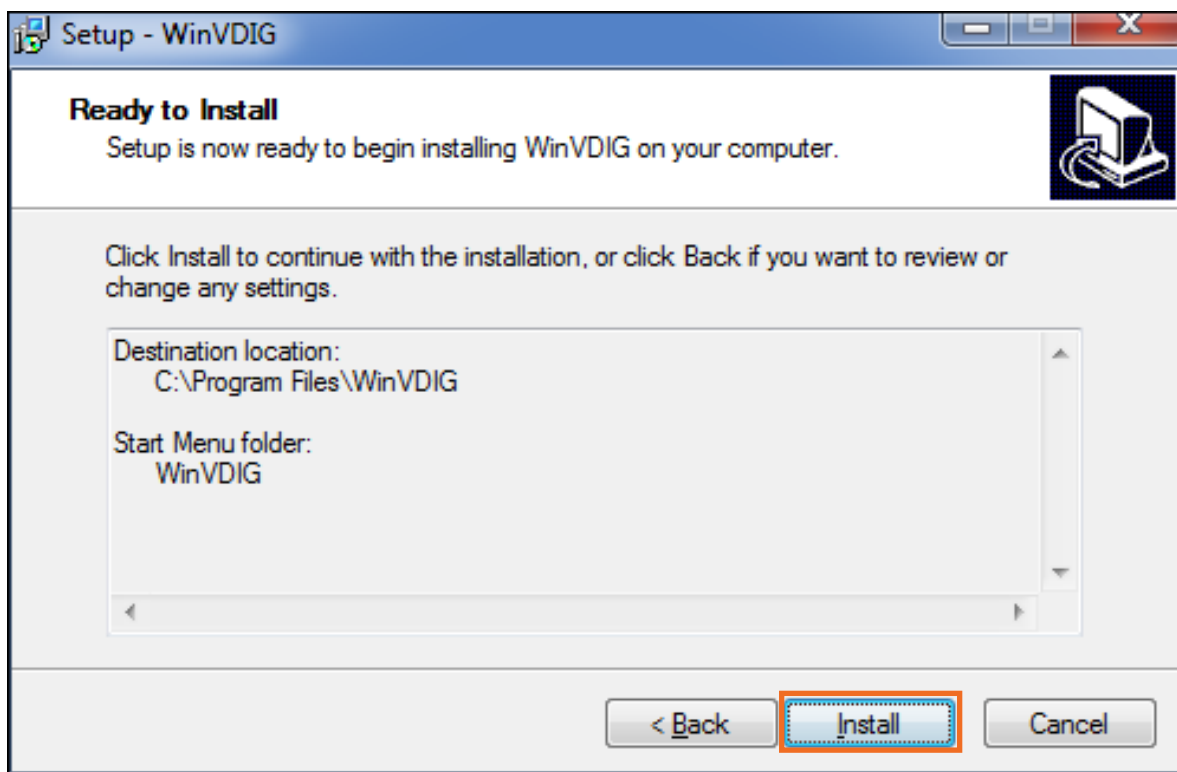 Setup - WinVDIG
Ready to Install
Setup is now ready to begin installing WinVDIG on your computer.
Click Install to continue with the installation, or click Back if you want to review or
change any settings.
Destination location:
C:\Program Files\WinVDIG
Start Menu folder:
WinVDIG
< Back
Install
Cancel